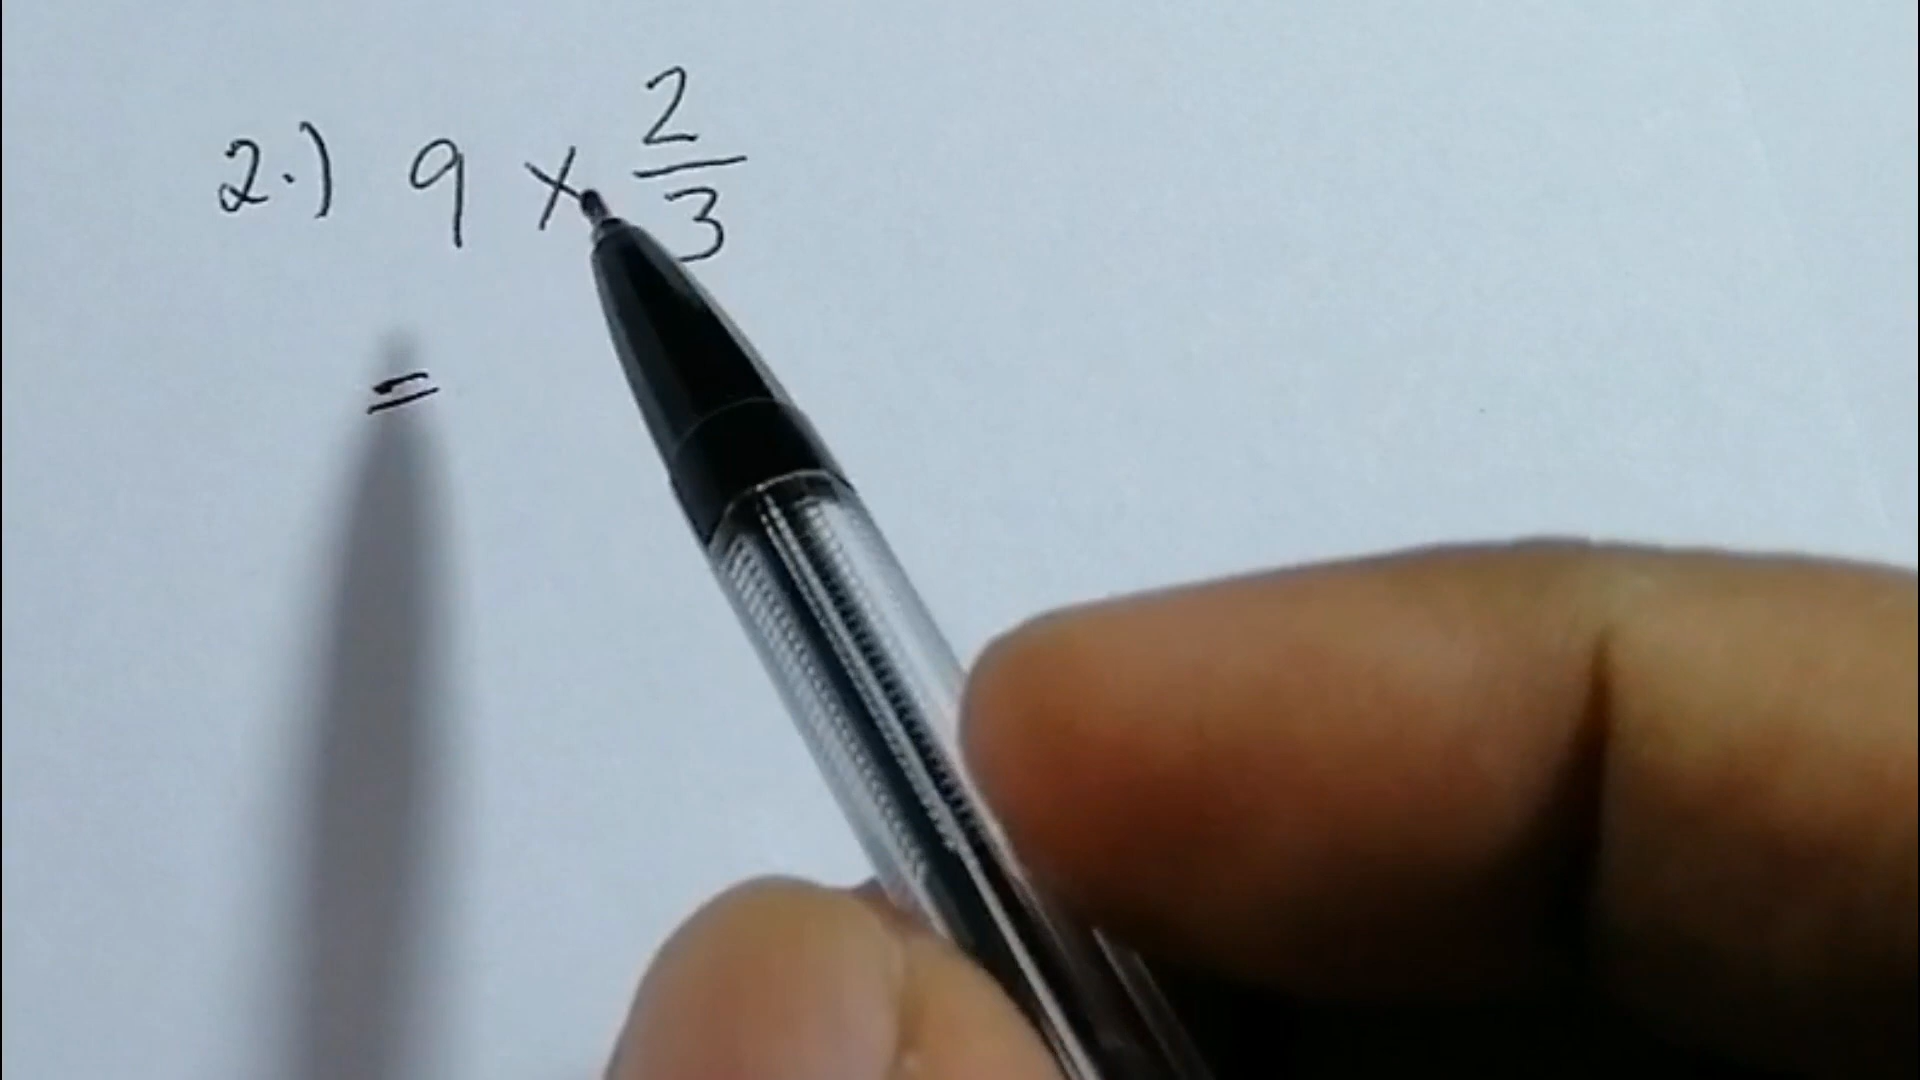 2.) 9 x 2/3
=